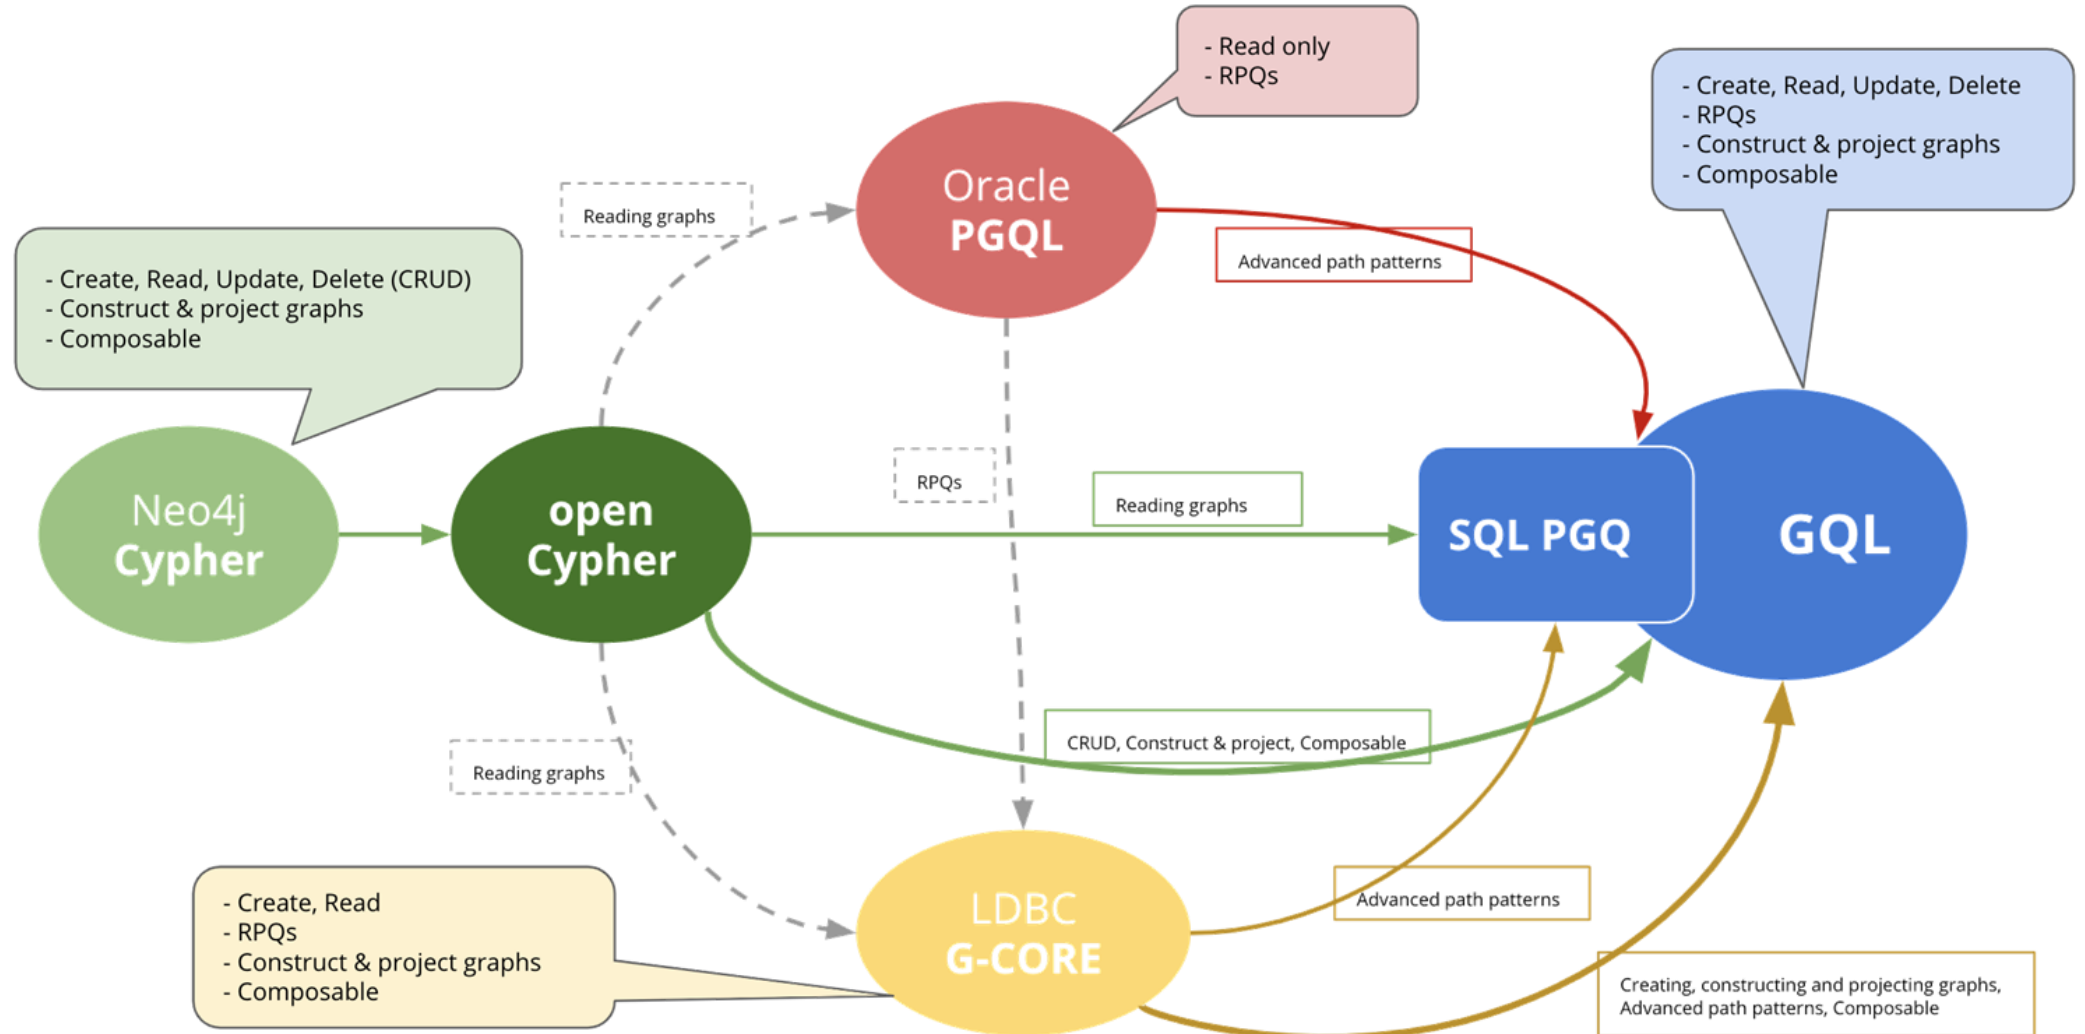 - Read only
- RPQs
- Create, Read, Update, Delete
- RPQs
- Construct & project graphs
- Composable
Oracle
PGQL
Reading graphs
Advanced path patterns
- Create, Read, Update, Delete (CRUD)
- Construct & project graphs
- Composable
RPQs
Reading graphs
Neo4j
Cypher
open
Cypher
SQL PGQ
GQL
CRUD, Construct & project, Composable
Reading graphs
- Create, Read
- RPQs
- Construct & project graphs
- Composable
LDBC
G-CORE
Advanced path patterns
Creating, constructing and projecting graphs,
Advanced path patterns, Composable